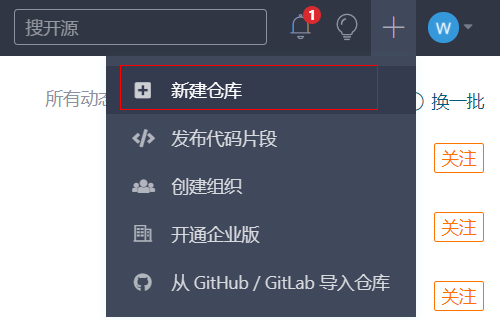 搜开源
1
W
新建仓库
所有动态
换一批
发布代码片段
关注
创建组织
开通企业版
关注
从 GitHub / GitLab 导入仓库
关注